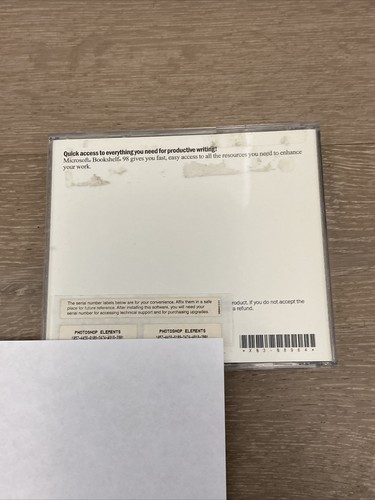 Quick access to everything you need for productive writing!
Microsoft® Bookshelf® 98 gives you fast, easy access to all the resources you need to enhance
your work.
The serial number labels below are for your convenience. Affix them in a safe
place for future reference. After installing this software, you will need your
serial number for accessing technical support and for purchasing upgrades.
roduct. If you do not accept the
a refund.
PHOTOSHOP ELEMENTS PHOTOSHOP ELEMENTS